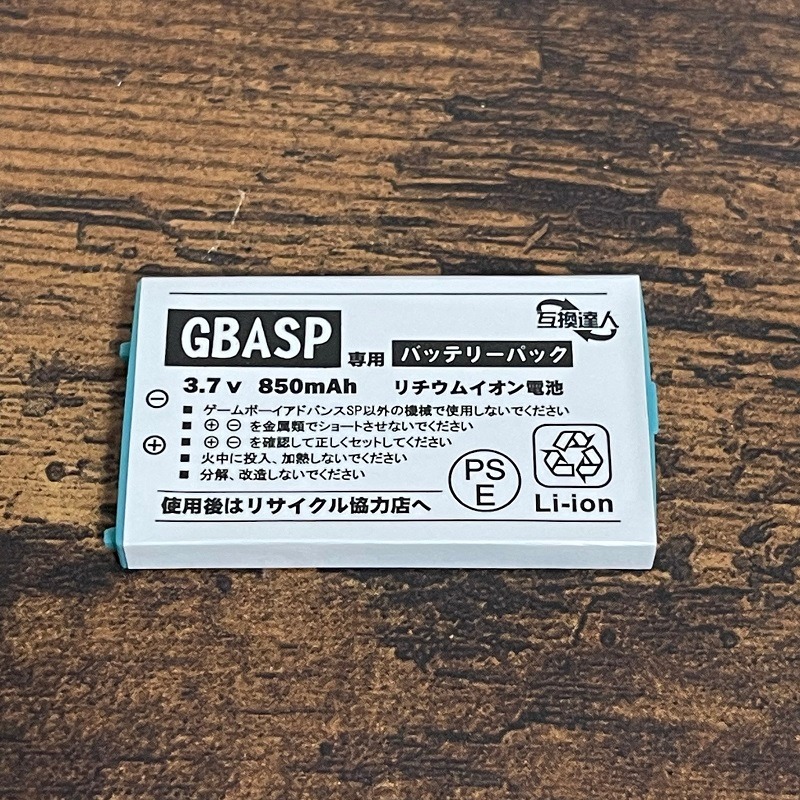 互換達人
GBASP 専用 バッテリーパック
3.7 v 850mAh リチウムイオン電池
⊖ ■ ゲームボーイアドバンスSP以外の機械で使用しないでください
■ ⊕ ⊖ を金属類でショートさせないでください
⊕ ■ ⊕ ⊖ を確認して正しくセットしてください
■ 火中に投入、加熱しないでください
■ 分解、改造しないでください
PS
E
Li-ion
使用後はリサイクル協力店へ